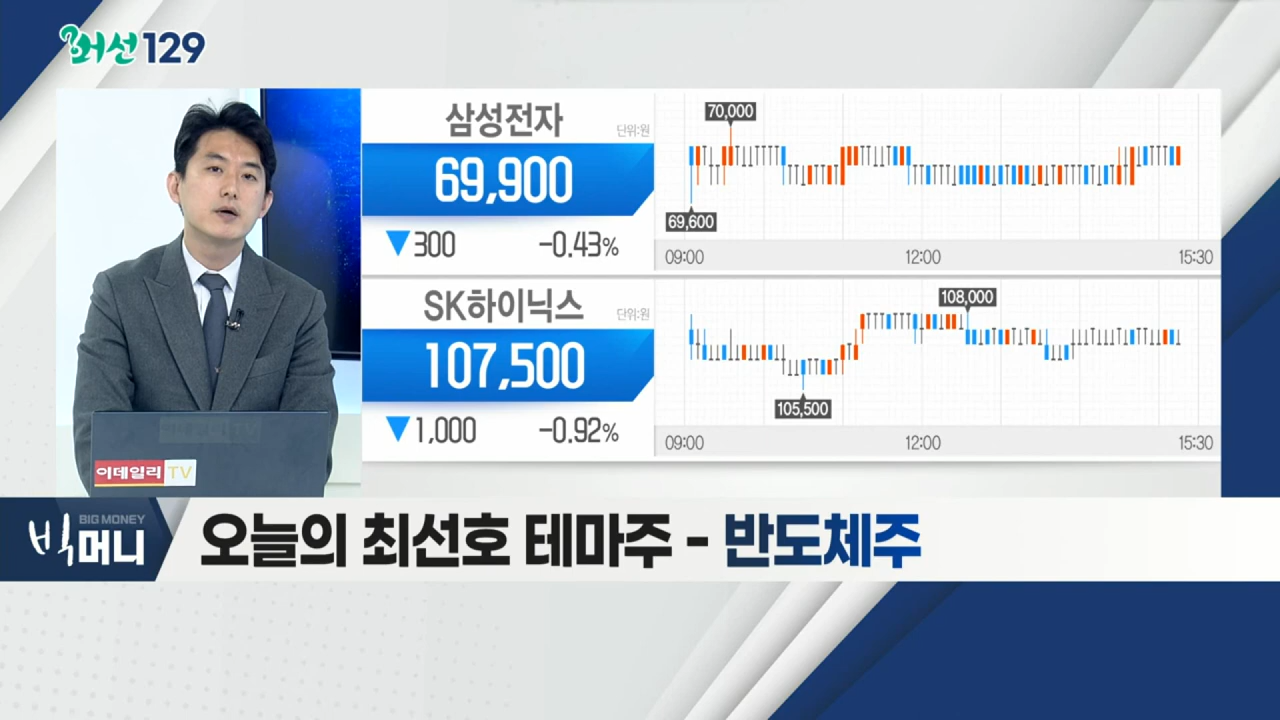 머선129
삼성전자
단위:원
69,900
▼300 -0.43%
70,000
69,600
09:00 12:00 15:30
SK하이닉스
단위:원
107,500
▼1,000 -0.92%
108,000
105,500
09:00 12:00 15:30
이데일리TV
BIG MONEY
빅머니
오늘의 최선호 테마주 - 반도체주